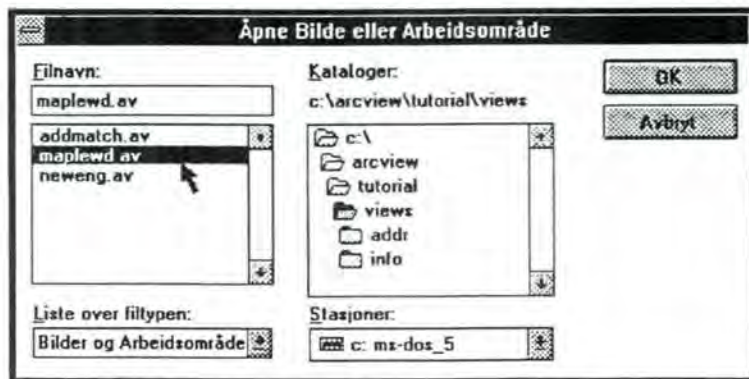 Åpne Bilde eller Arbeidsområde
Filnavn:
maplewd.av
addmatch.av
maplewd.av
neweng.av
Liste over filtypen:
Bilder og Arbeidsområde
Kataloger:
c:\arcview\tutorial\views
c:\
arcview
tutorial
views
addr
info
Stasjoner:
c: ms-dos_5
OK
Avbryt